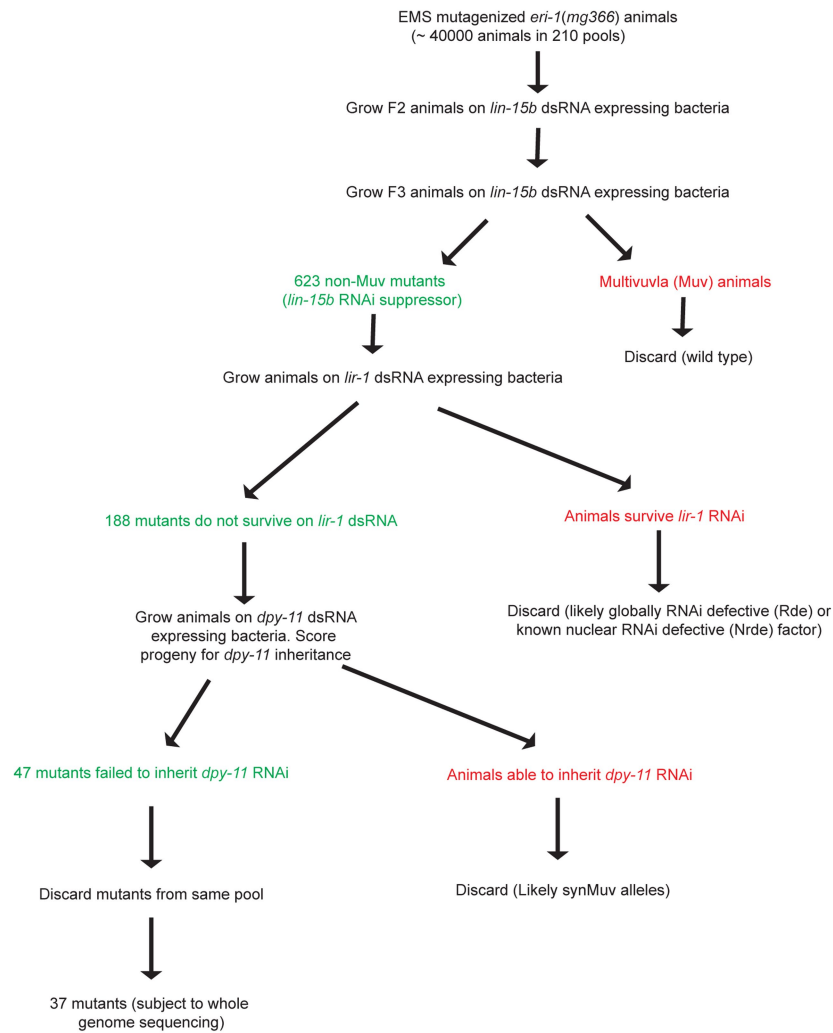 EMS mutagenized eri-1(mg366) animals
(~ 40000 animals in 210 pools)
Grow F2 animals on lin-15b dsRNA expressing bacteria
Grow F3 animals on lin-15b dsRNA expressing bacteria
623 non-Muv mutants
(lin-15b RNAi suppressor)
Multivuvla (Muv) animals
Discard (wild type)
Grow animals on lir-1 dsRNA expressing bacteria
188 mutants do not survive on lir-1 dsRNA
Animals survive lir-1 RNAi
Grow animals on dpy-11 dsRNA
expressing bacteria. Score
progeny for dpy-11 inheritance
Discard (likely globally RNAi defective (Rde) or
known nuclear RNAi defective (Nrde) factor)
47 mutants failed to inherit dpy-11 RNAi
Animals able to inherit dpy-11 RNAi
Discard mutants from same pool
Discard (Likely synMuv alleles)
37 mutants (subject to whole
genome sequencing)